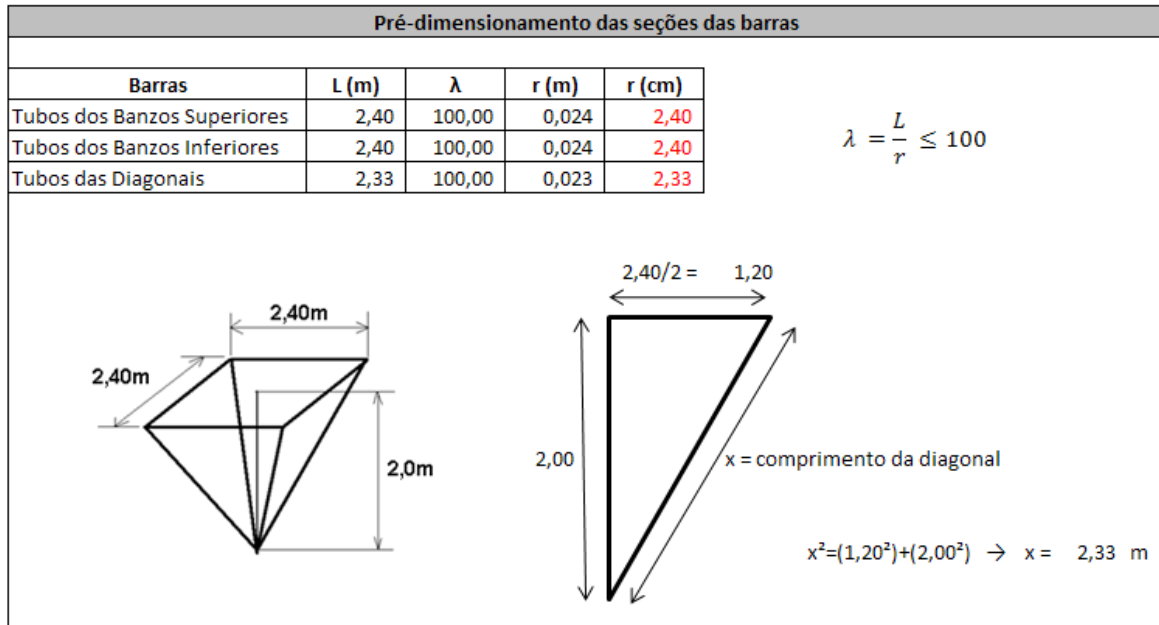 Pré-dimensionamento das seções das barras
Barras L (m) λ r (m) r (cm)
Tubos dos Banzos Superiores 2,40 100,00 0,024 2,40
Tubos dos Banzos Inferiores 2,40 100,00 0,024 2,40
Tubos das Diagonais 2,33 100,00 0,023 2,33
λ = L/r ≤ 100
2,40/2 = 1,20
2,40m
2,40m
2,0m
2,00
x = comprimento da diagonal
x²=(1,20²)+(2,00²) → x = 2,33 m